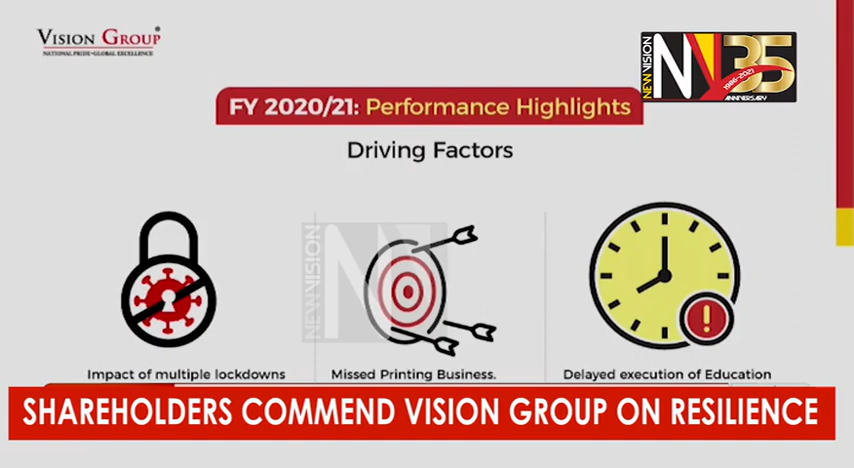 VISION GROUP
NATIONAL PRIDE • GLOBAL EXCELLENCE
NEW VISION
NV
35
1986-2021
ANNIVERSARY
FY 2020/21: Performance Highlights
Driving Factors
NEW VISION
NV
Impact of multiple lockdowns
Missed Printing Business.
Delayed execution of Education
SHAREHOLDERS COMMEND VISION GROUP ON RESILIENCE